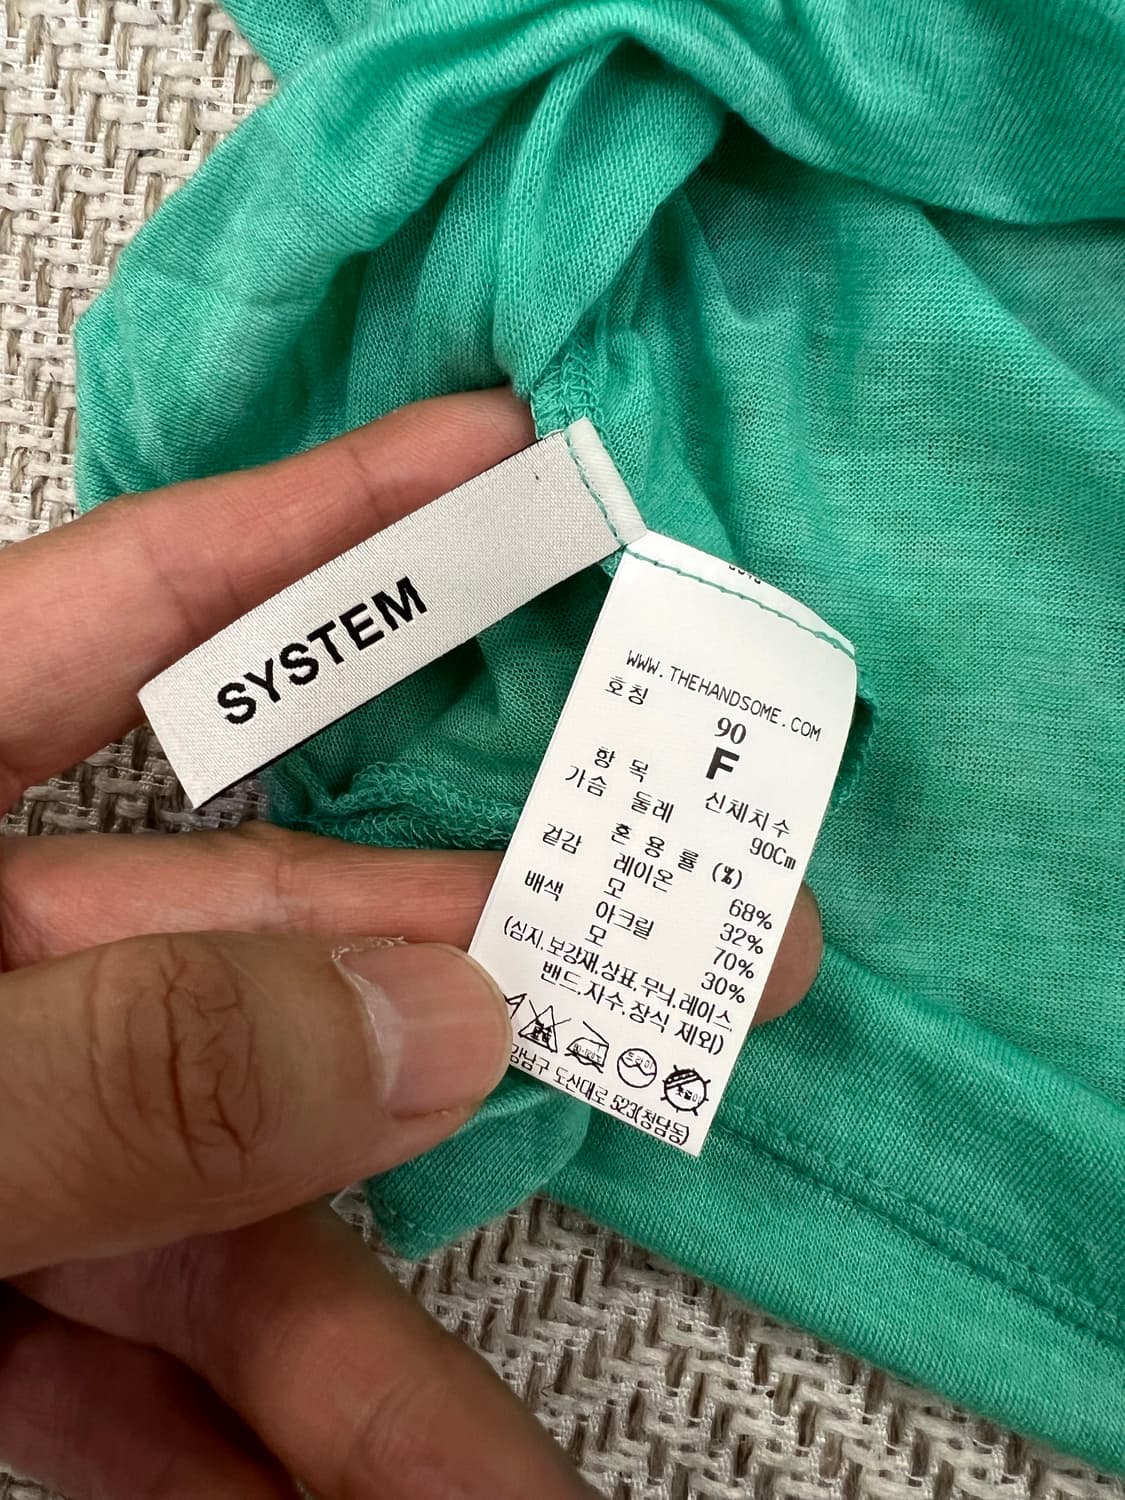 SYSTEM
WWW.THEHANDSOME.COM
호칭
90
F
항 목 신체치수
가슴 둘레 90Cm
혼 용 률 (%)
겉감 레이온 68%
모 32%
배색 아크릴 70%
모 30%
(심지,보강재,상표,무늬,레이스,
밴드,자수,장식 제외)
드라이
강남구 도산대로 523(청담동)